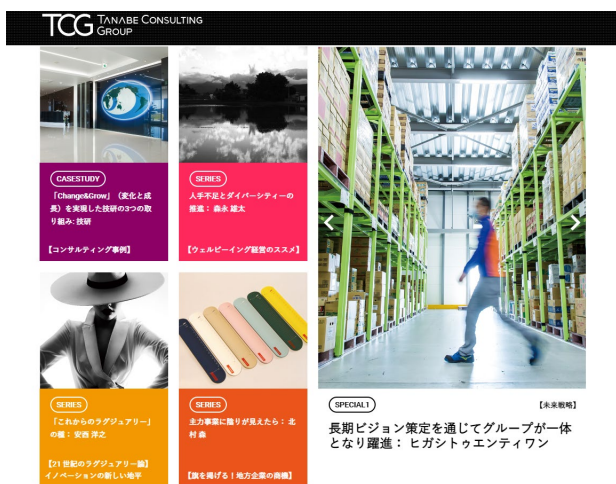 TCG TANABE CONSULTING
GROUP
CASESTUDY
「Change&Grow」（変化と成
長）を実現した技研の3つの取
り組み: 技研
【コンサルティング事例】
SERIES
人手不足とダイバーシティーの
推進： 森永 雄太
【ウェルビーイング経営のススメ】
SERIES
「これからのラグジュアリー」
の種： 安西 洋之
【21 世紀のラグジュアリー論】
イノベーションの新しい地平
SERIES
主力事業に陰りが見えたら： 北
村 森
【旗を掲げる！地方企業の商機】
SPECIAL1
【未来戦略】
長期ビジョン策定を通じてグループが一体
となり躍進： ヒガシトゥエンティワン